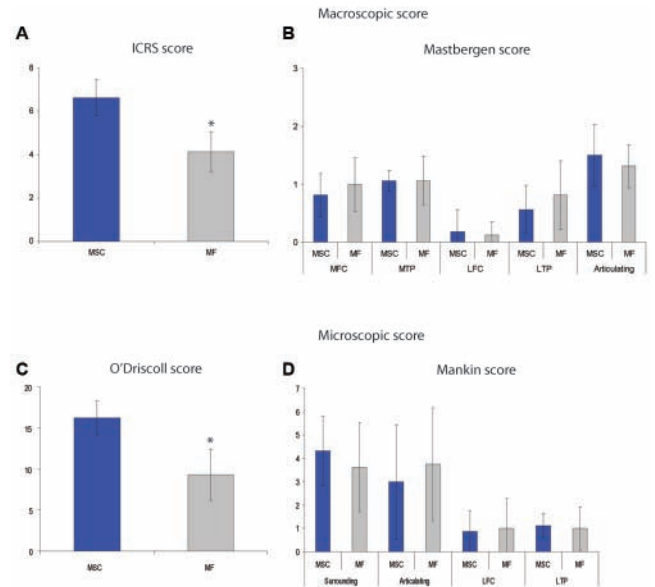 Macroscopic score
A
ICRS score
8
6
4
2
0
*
MSC MF
B
Mastbergen score
3
2
1
0
MSC MF MSC MF MSC MF MSC MF MSC MF
MFC MTP LFC LTP Articulating
Microscopic score
C
O'Driscoll score
20
15
10
5
0
*
MSC MF
D
Mankin score
7
6
5
4
3
2
1
0
MSC MF MSC MF MSC MF MSC MF
Surrounding Articulating LFC LTP